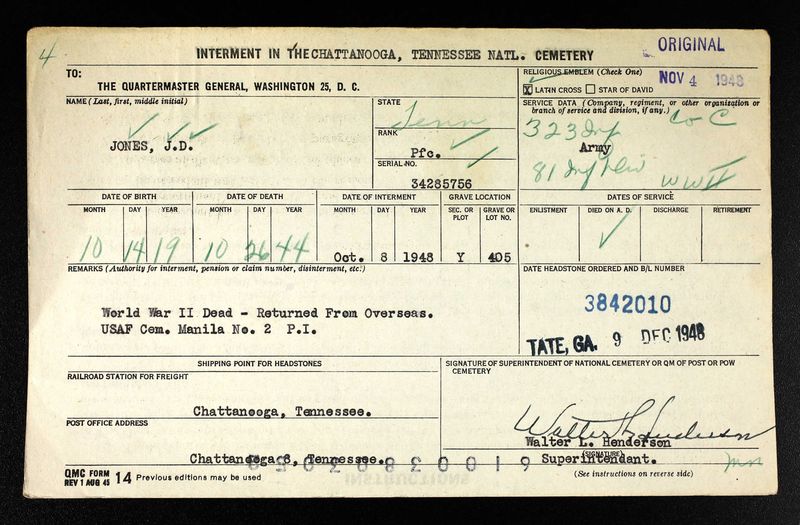 4
INTERMENT IN THE CHATTANOOGA, TENNESSEE NATL. CEMETERY
ORIGINAL
TO:
THE QUARTERMASTER GENERAL, WASHINGTON 25, D. C.
RELIGIOUS EMBLEM (Check One)
NOV 4 1948
X LATIN CROSS STAR OF DAVID
NAME (Last, first, middle initial)
JONES, J.D.
STATE
Tenn
RANK
Pfc.
SERIAL NO.
34285756
SERVICE DATA (Company, regiment, or other organization or
branch of service and division, if any.)
323 Inf Co C
Army
81 Inf Div WW II
DATE OF BIRTH
MONTH DAY YEAR
10 14 19
DATE OF DEATH
MONTH DAY YEAR
10 26 44
DATE OF INTERMENT
MONTH DAY YEAR
Oct. 8 1948
GRAVE LOCATION
SEC. OR PLOT GRAVE OR LOT NO.
Y 405
DATES OF SERVICE
ENLISTMENT DIED ON A. D. DISCHARGE RETIREMENT
REMARKS (Authority for interment, pension or claim number, disinterment, etc.)
World War II Dead - Returned From Overseas.
USAF Cem. Manila No. 2 P.I.
DATE HEADSTONE ORDERED AND B/L NUMBER
3842010
TATE, GA. 9 DEC 1948
SHIPPING POINT FOR HEADSTONES
RAILROAD STATION FOR FREIGHT
Chattanooga, Tennessee.
POST OFFICE ADDRESS
Chattanooga 8, Tennessee.
SIGNATURE OF SUPERINTENDENT OF NATIONAL CEMETERY OR QM OF POST OR POW
CEMETERY
Walter L Henderson
Walter L. Henderson
(SIGNATURE)
Superintendent.
(See instructions on reverse side)
QMC FORM
REV 1 AUG 45 14 Previous editions may be used